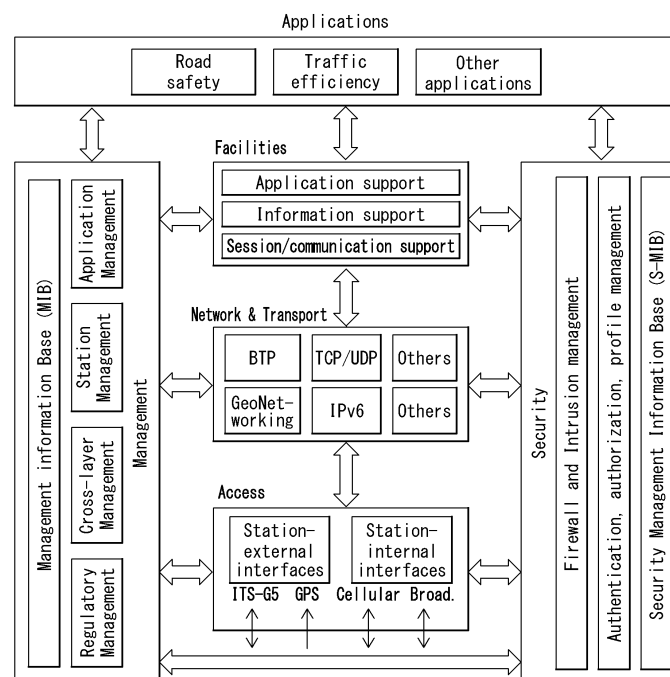 Applications
Road
safety
Traffic
efficiency
Other
applications
Facilities
Application support
Information support
Session/communication support
Management information Base (MIB)
Application
Management
Station
Management
Cross-layer
Management
Regulatory
Management
Management
Network & Transport
BTP
TCP/UDP
Others
GeoNet-
working
IPv6
Others
Access
Station-
external
interfaces
Station-
internal
interfaces
ITS-G5
GPS
Cellular
Broad.
Security
Firewall and Intrusion management
Authentication, authorization, profile management
Security Management Information Base (S-MIB)